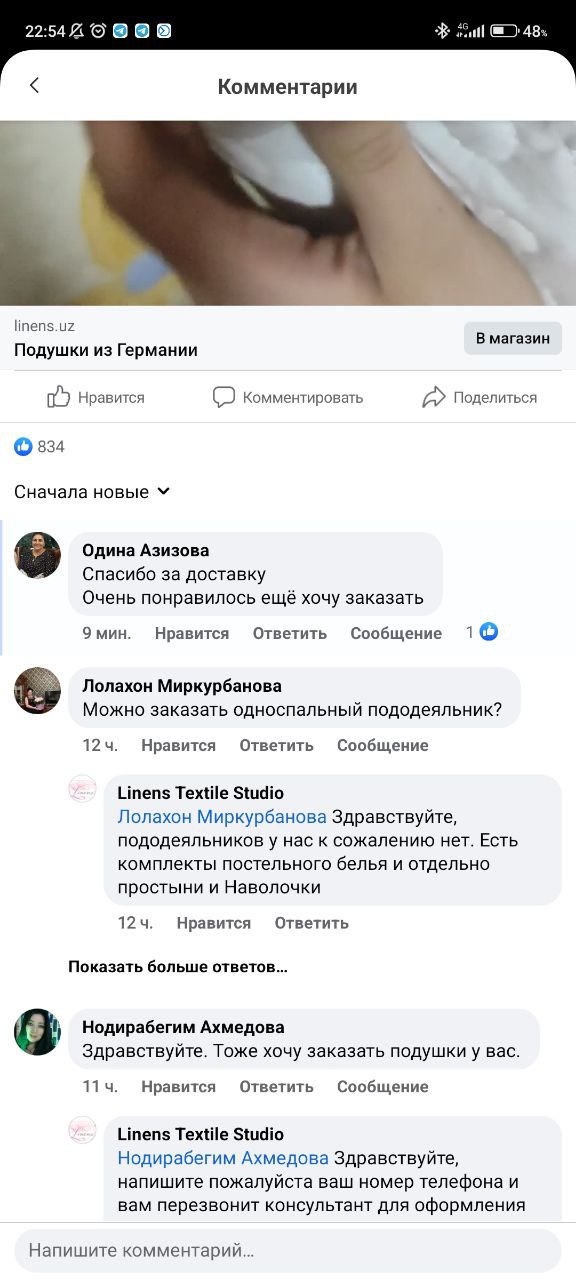 22:54
4G
48%
Комментарии
linens.uz
Подушки из Германии
В магазин
Нравится
Комментировать
Поделиться
834
Сначала новые
Одина Азизова
Спасибо за доставку
Очень понравилось ещё хочу заказать
9 мин. Нравится Ответить Сообщение 1
Лолахон Миркурбанова
Можно заказать односпальный пододеяльник?
12 ч. Нравится Ответить Сообщение
Linens Textile Studio
Лолахон Миркурбанова Здравствуйте,
пододеяльников у нас к сожалению нет. Есть
комплекты постельного белья и отдельно
простыни и Наволочки
12 ч. Нравится Ответить
Показать больше ответов...
Нодирабегим Ахмедова
Здравствуйте. Тоже хочу заказать подушки у вас.
11 ч. Нравится Ответить Сообщение
Linens Textile Studio
Нодирабегим Ахмедова Здравствуйте,
напишите пожалуйста ваш номер телефона и
вам перезвонит консультант для оформления
Напишите комментарий...